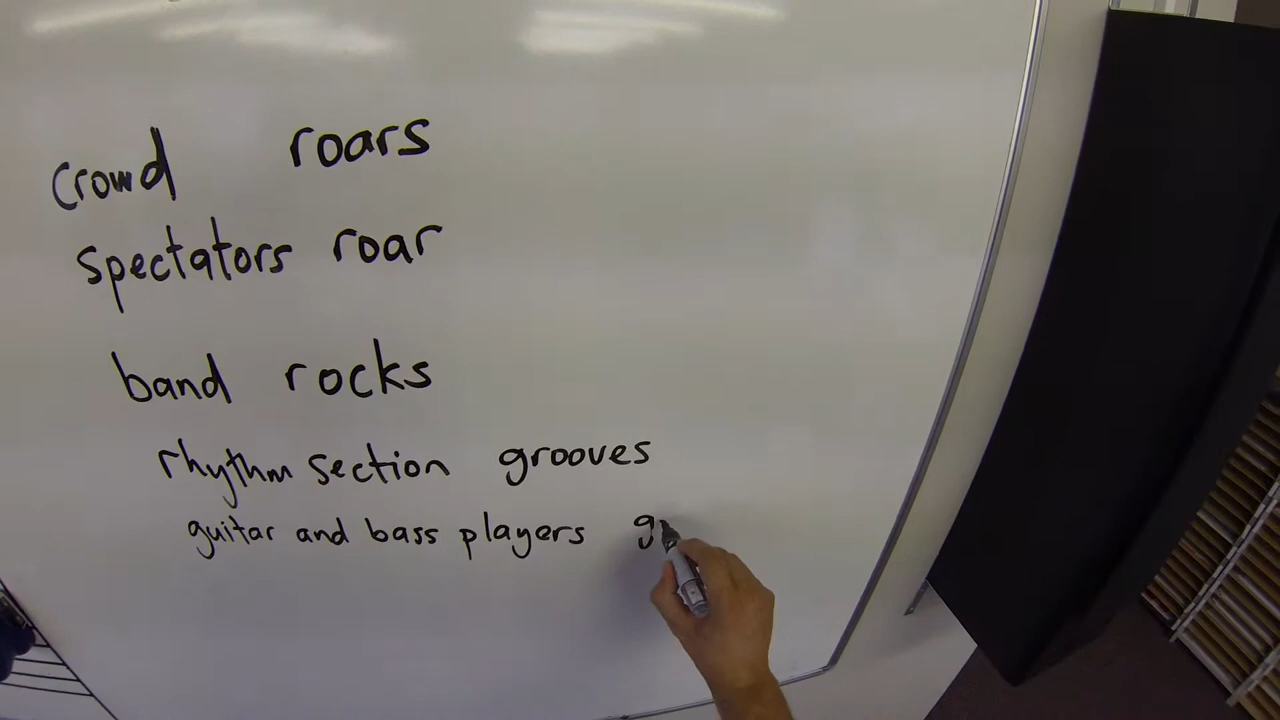 crowd roars
spectators roar
band rocks
rhythm section grooves
guitar and bass players g